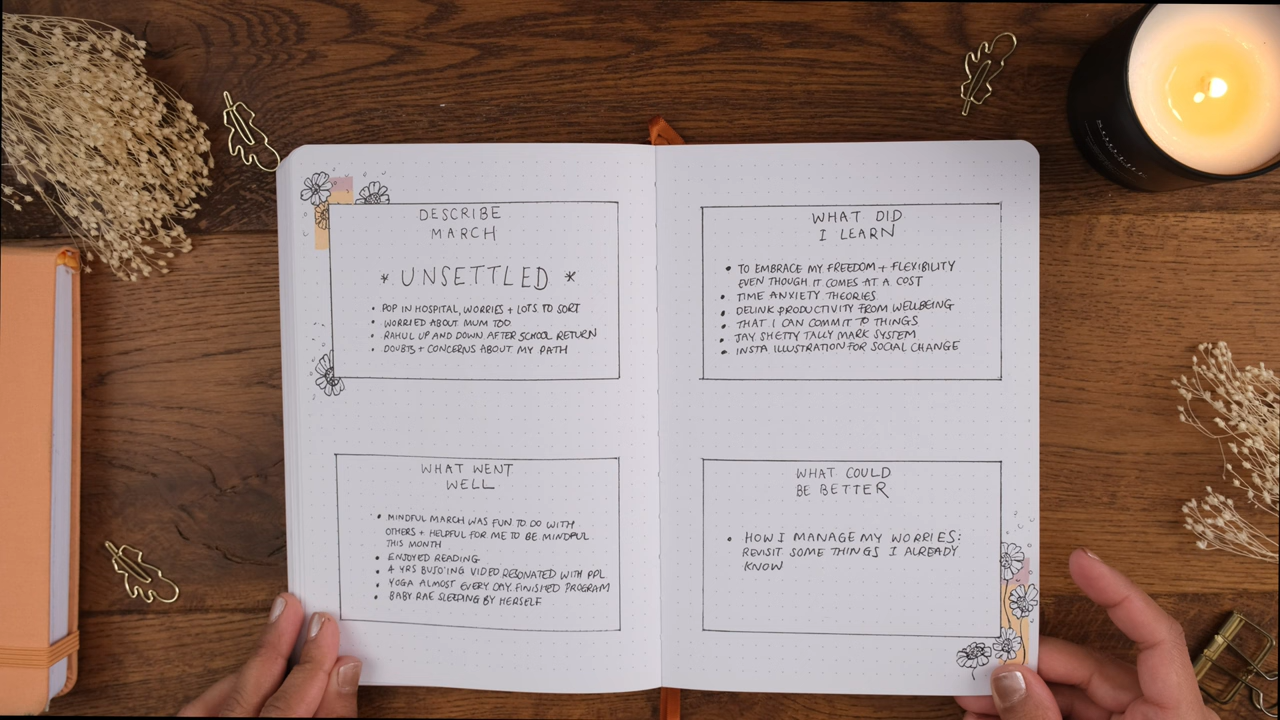 DESCRIBE
MARCH
* UNSETTLED *
• POP IN HOSPITAL, WORRIES + LOTS TO SORT
• WORRIED ABOUT MUM TOO
• RAHUL UP AND DOWN AFTER SCHOOL RETURN
• DOUBTS + CONCERNS ABOUT MY PATH
WHAT WENT
WELL
• MINDFUL MARCH WAS FUN TO DO WITH
OTHERS + HELPFUL FOR ME TO BE MINDFUL
THIS MONTH
• ENJOYED READING
• 4 YRS BUJO'ING VIDEO RESONATED WITH PPL
• YOGA ALMOST EVERY DAY. FINISHED PROGRAM
• BABY RAE SLEEPING BY HERSELF
WHAT DID
I LEARN
• TO EMBRACE MY FREEDOM + FLEXIBILITY
EVEN THOUGH IT COMES AT A COST
• TIME ANXIETY THEORIES
• DELINK PRODUCTIVITY FROM WELLBEING
• THAT I CAN COMMIT TO THINGS
• JAY SHETTY TALLY MARK SYSTEM
• INSTA ILLUSTRATION FOR SOCIAL CHANGE
WHAT COULD
BE BETTER
• HOW I MANAGE MY WORRIES:
REVISIT SOME THINGS I ALREADY
KNOW